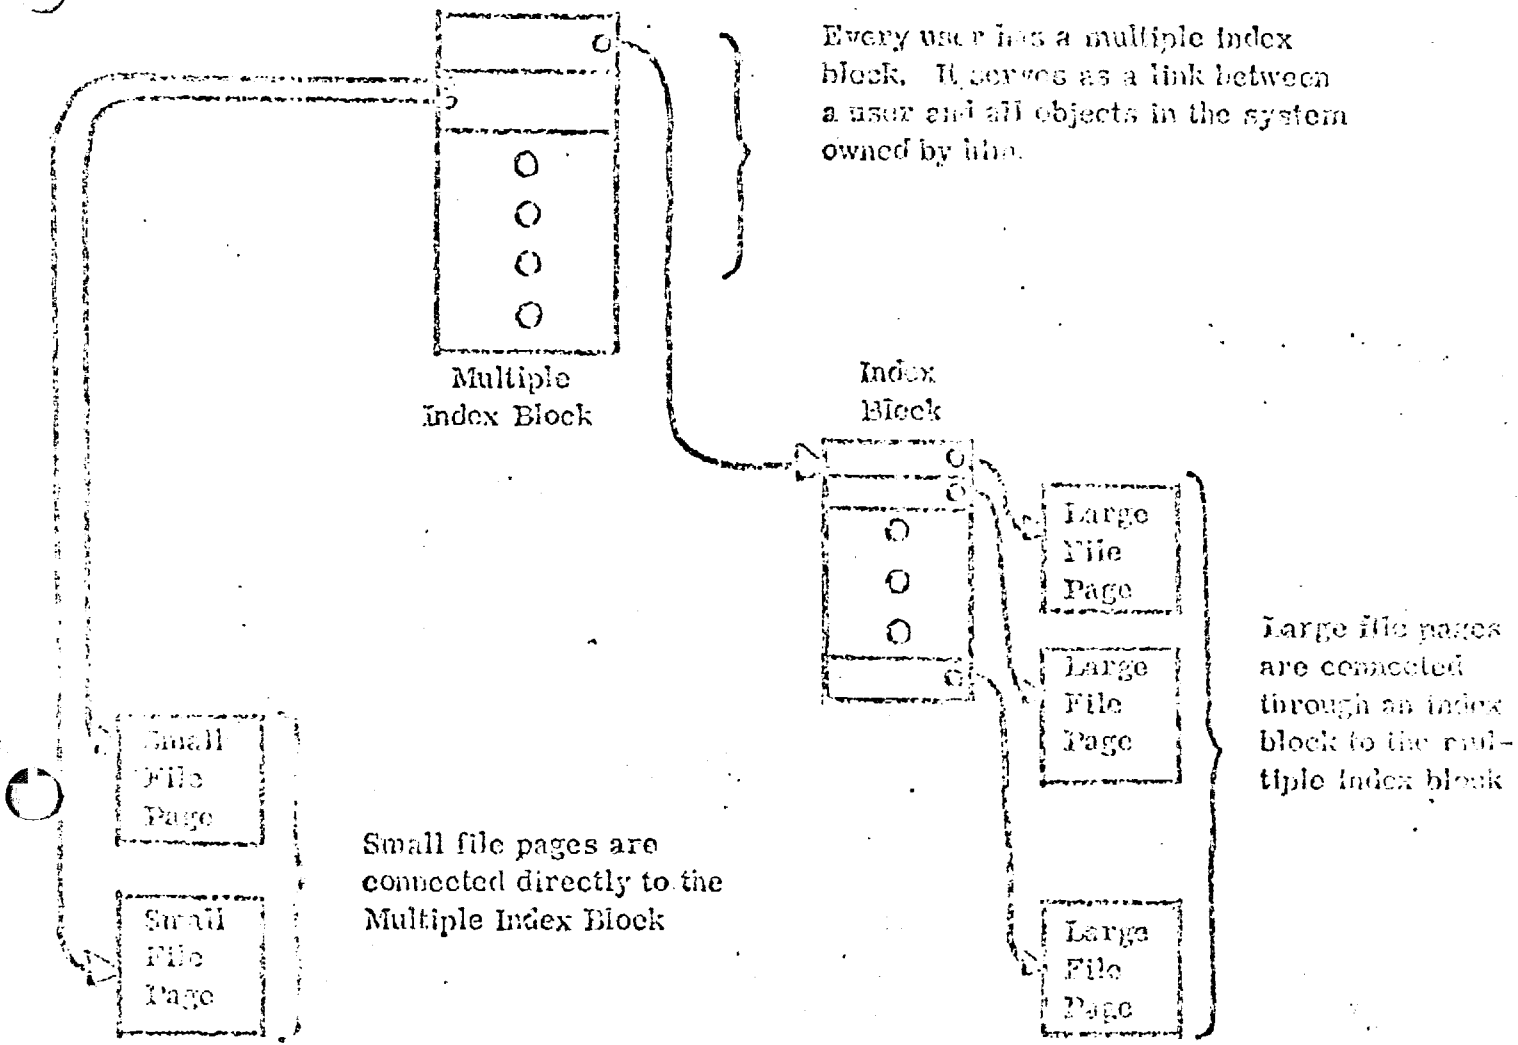 Every user has a multiple index
block. It serves as a link between
a user and all objects in the system
owned by him.
Multiple
Index Block
Index
Block
Large
File
Page
Large
File
Page
Large file pages
are connected
through an index
block to the mul-
tiple index block
Small
File
Page
Small file pages are
connected directly to the
Multiple Index Block
Small
File
Page
Large
File
Page